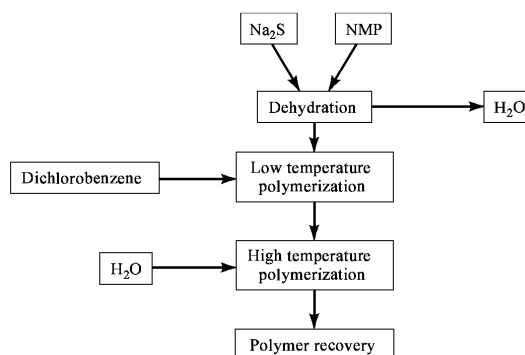 Na₂S
NMP
Dehydration
H₂O
Low temperature
polymerization
Dichlorobenzene
High temperature
polymerization
H₂O
Polymer recovery